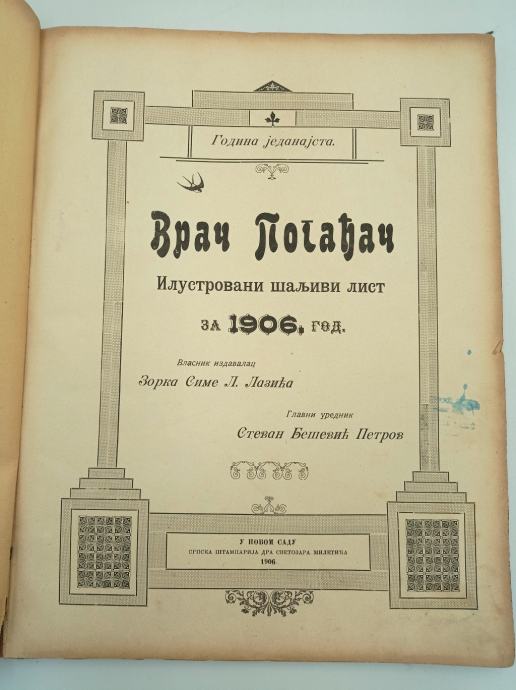 Година једанајста.
Врач Погађач
Илустровани шаљиви лист
за 1906. год.
Власник издавалац
Зорка Симе Л. Лазића
Главни уредник
Стеван Бешевић Петров
У НОВОМ САДУ
СРПСКА ШТАМПАРИЈА ДРА СВЕТОЗАРА МИЛЕТИЋА
1906